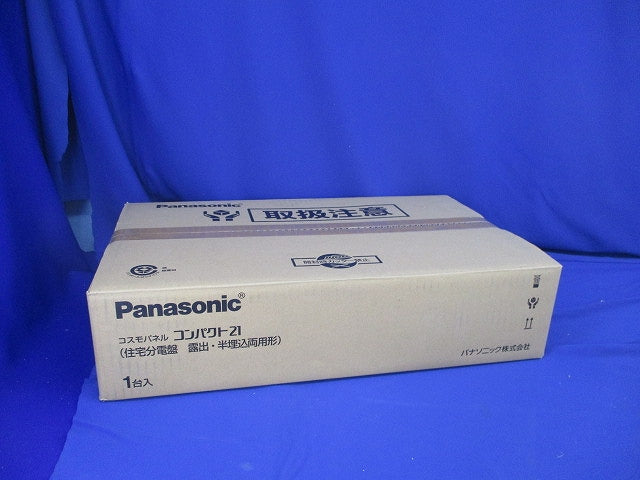 Panasonic
取扱注意
Panasonic®
コスモパネル コンパクト21
(住宅分電盤 露出・半埋込両用形)
1台入
パナソニック株式会社